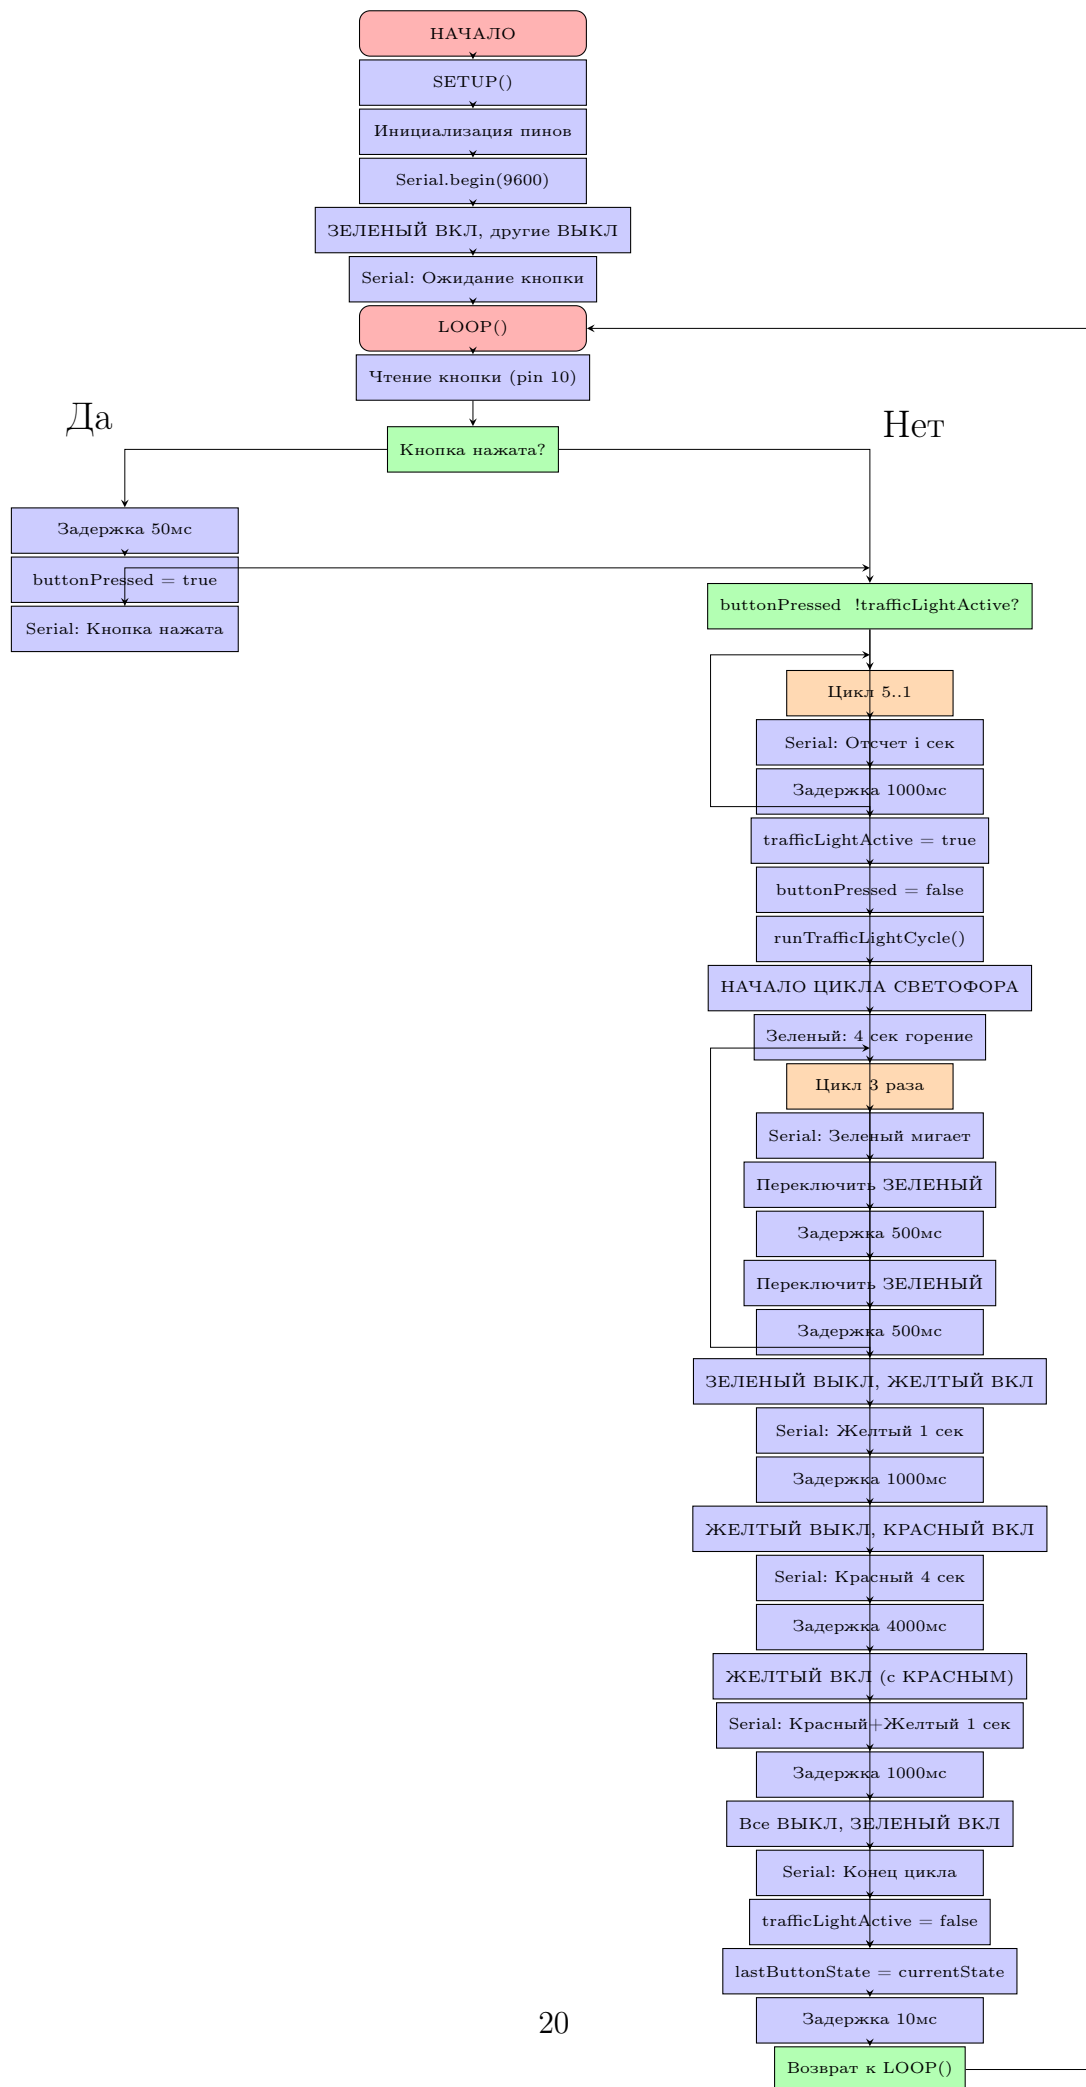 НАЧАЛО
SETUP()
Инициализация пинов
Serial.begin(9600)
ЗЕЛЕНЫЙ ВКЛ, другие ВЫКЛ
Serial: Ожидание кнопки
LOOP()
Чтение кнопки (pin 10)
Да
Нет
Кнопка нажата?
Задержка 50мс
buttonPressed = true
Serial: Кнопка нажата
buttonPressed !trafficLightActive?
Цикл 5..1
Serial: Отсчет i сек
Задержка 1000мс
trafficLightActive = true
buttonPressed = false
runTrafficLightCycle()
НАЧАЛО ЦИКЛА СВЕТОФОРА
Зеленый: 4 сек горение
Цикл 3 раза
Serial: Зеленый мигает
Переключить ЗЕЛЕНЫЙ
Задержка 500мс
Переключить ЗЕЛЕНЫЙ
Задержка 500мс
ЗЕЛЕНЫЙ ВЫКЛ, ЖЕЛТЫЙ ВКЛ
Serial: Желтый 1 сек
Задержка 1000мс
ЖЕЛТЫЙ ВЫКЛ, КРАСНЫЙ ВКЛ
Serial: Красный 4 сек
Задержка 4000мс
ЖЕЛТЫЙ ВКЛ (с КРАСНЫМ)
Serial: Красный+Желтый 1 сек
Задержка 1000мс
Все ВЫКЛ, ЗЕЛЕНЫЙ ВКЛ
Serial: Конец цикла
trafficLightActive = false
lastButtonState = currentState
Задержка 10мс
20
Возврат к LOOP()